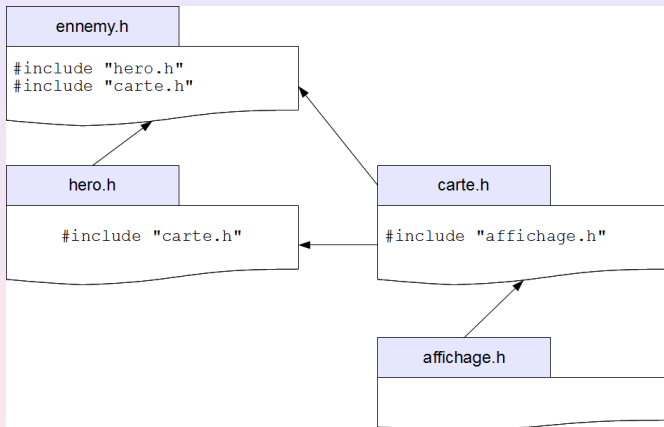 ennemy.h
#include "hero.h"
#include "carte.h"
hero.h
#include "carte.h"
carte.h
#include "affichage.h"
affichage.h